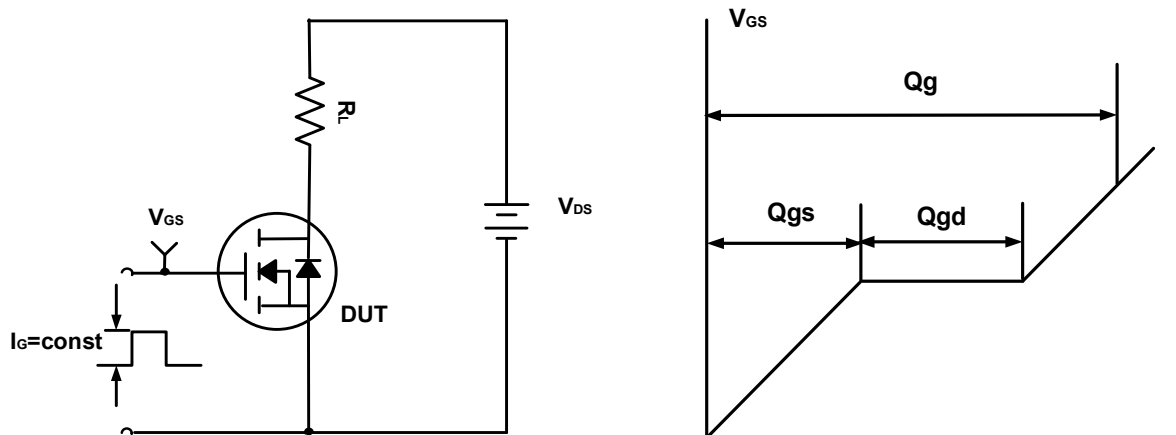 RL
VGS
VDS
DUT
IG=const
VGS
Qg
Qgs
Qgd